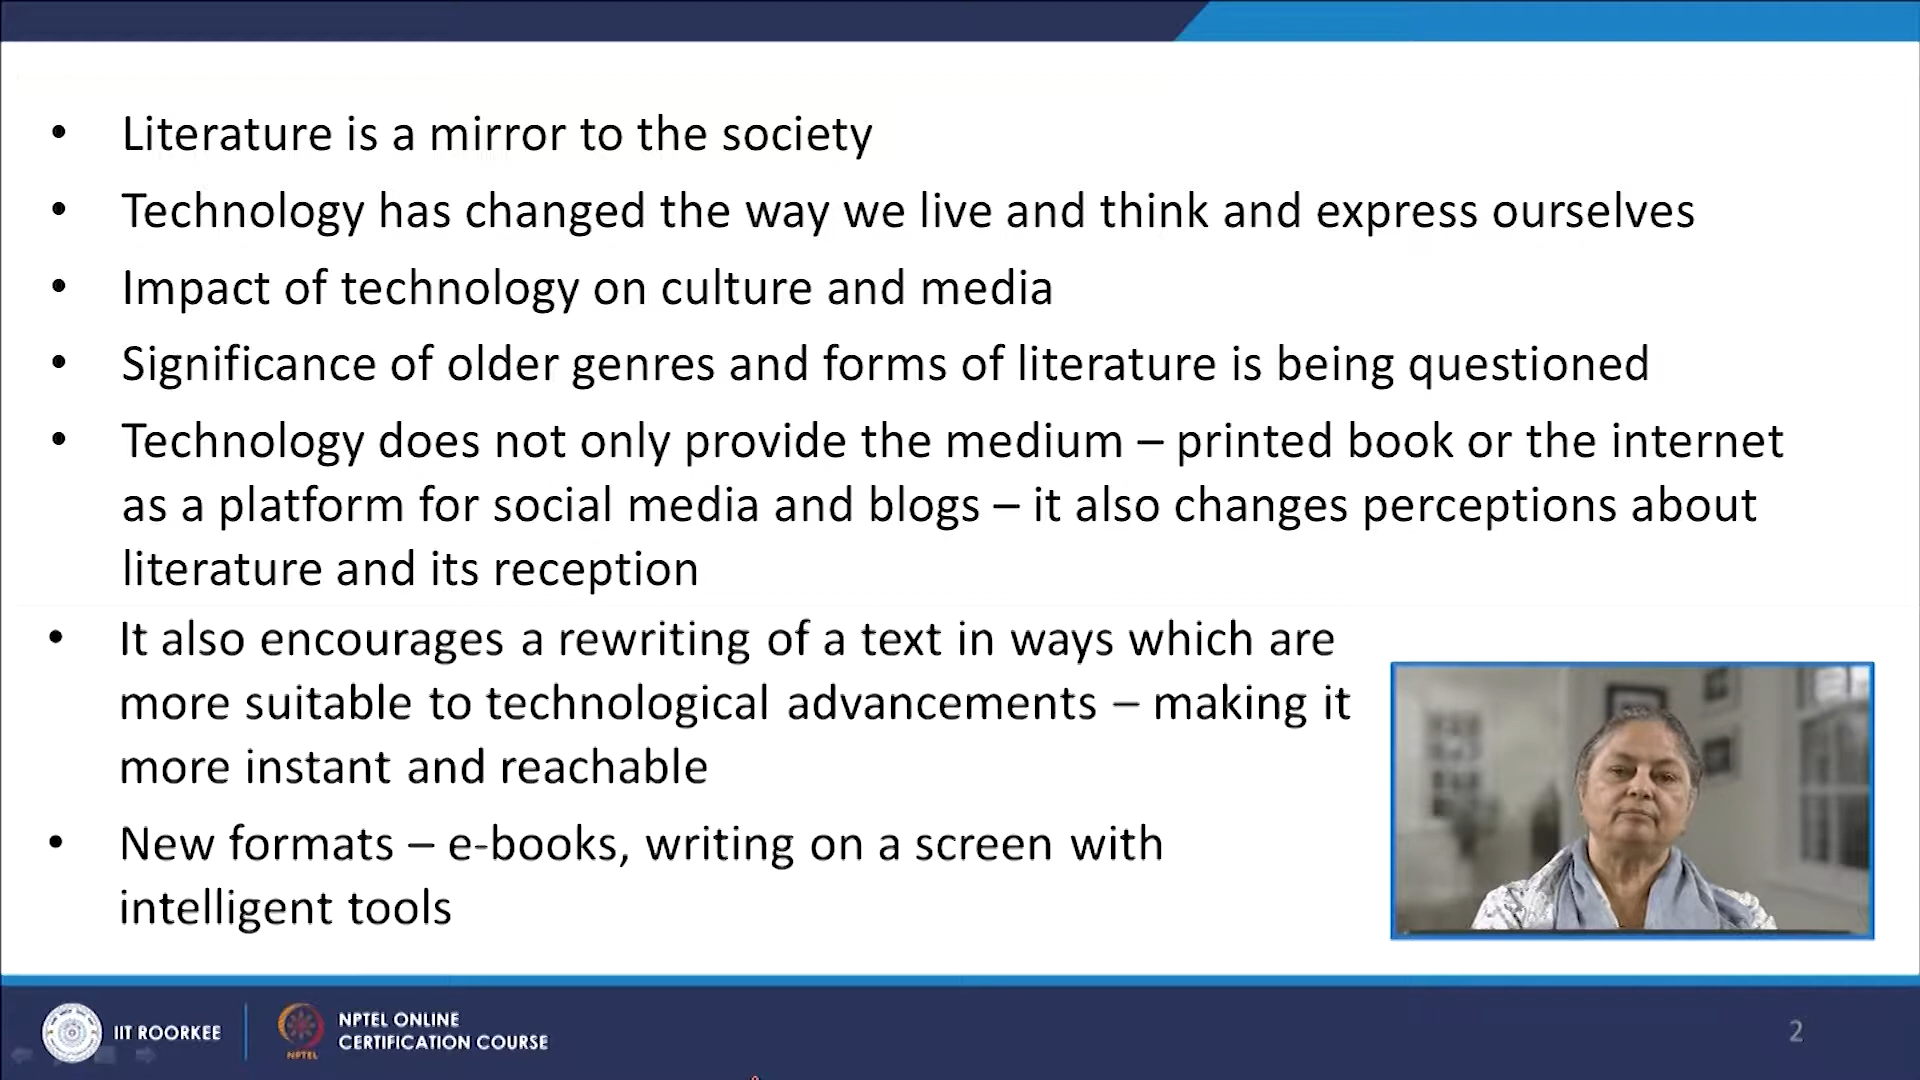 • Literature is a mirror to the society
• Technology has changed the way we live and think and express ourselves
• Impact of technology on culture and media
• Significance of older genres and forms of literature is being questioned
• Technology does not only provide the medium – printed book or the internet
as a platform for social media and blogs – it also changes perceptions about
literature and its reception
• It also encourages a rewriting of a text in ways which are
more suitable to technological advancements – making it
more instant and reachable
• New formats – e-books, writing on a screen with
intelligent tools
IIT ROORKEE
NPTEL
NPTEL ONLINE
CERTIFICATION COURSE
2